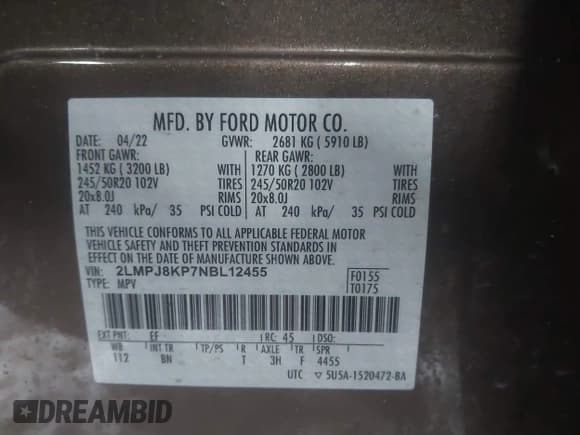 MFD. BY FORD MOTOR CO.
DATE: 04/22 GVWR: 2681 KG ( 5910 LB)
FRONT GAWR: REAR GAWR:
1452 KG ( 3200 LB) WITH 1270 KG ( 2800 LB) WITH
245/50R20 102V TIRES 245/50R20 102V TIRES
20x8.0J RIMS 20x8.0J RIMS
AT 240 kPa/ 35 PSI COLD AT 240 kPa/ 35 PSI COLD
THIS VEHICLE CONFORMS TO ALL APPLICABLE FEDERAL MOTOR
VEHICLE SAFETY AND THEFT PREVENTION STANDARDS IN
EFFECT ON THE DATE OF MANUFACTURE SHOWN ABOVE.
VIN: 2LMPJ8KP7NBL12455 F0155
TYPE: MPV T0175
EXT PNT: EF RC: 45 DSO:
WB INT TR TP/PS R AXLE TR SPR
112 BN T 3H F 4455
UTC ▽ 5U5A-1520472-BA
DREAMBID